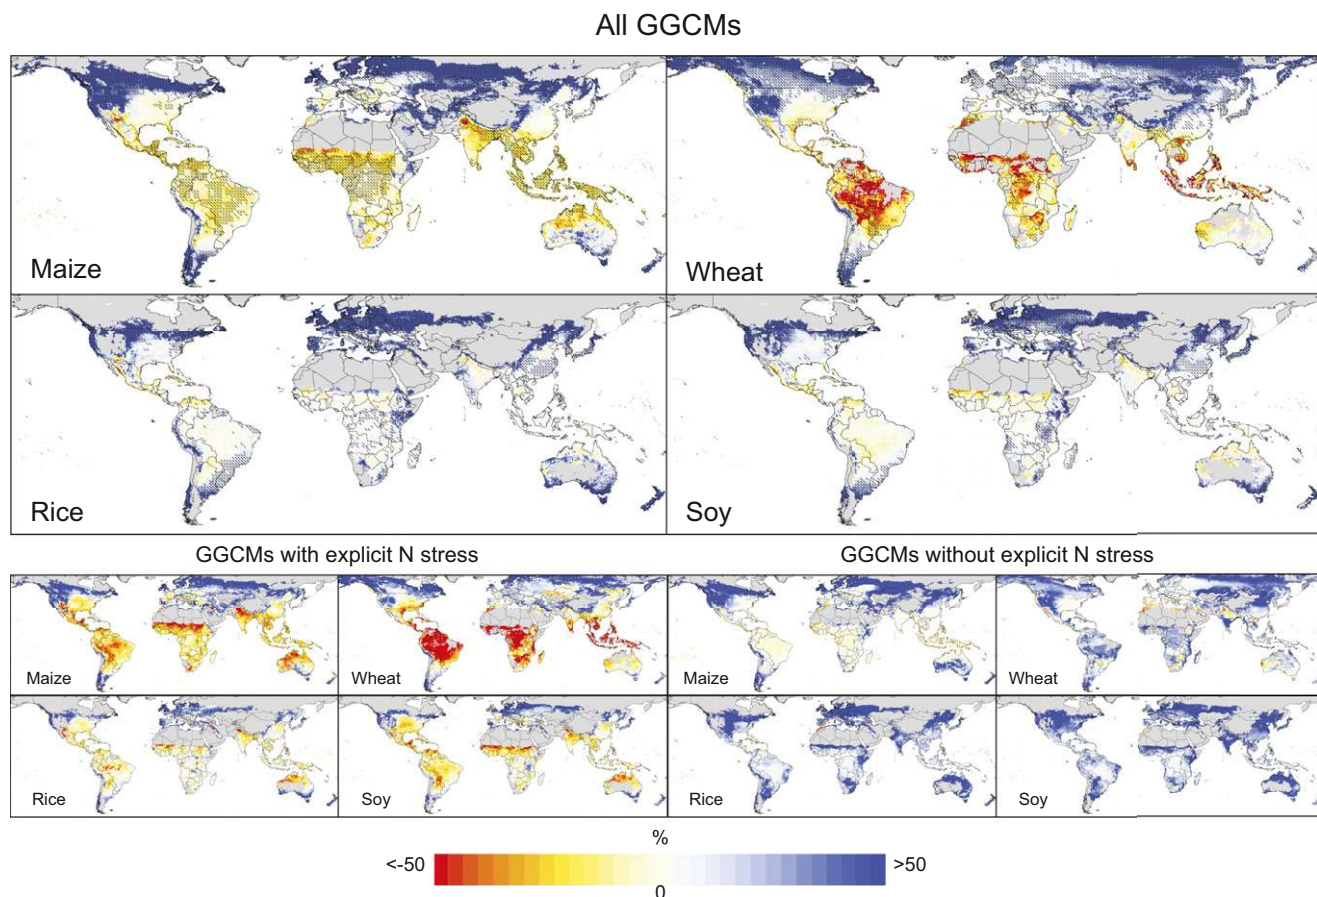 All GGCMs
Maize
Wheat
Rice
Soy
GGCMs with explicit N stress
GGCMs without explicit N stress
Maize
Wheat
Maize
Wheat
Rice
Soy
Rice
Soy
%
<-50
>50
0